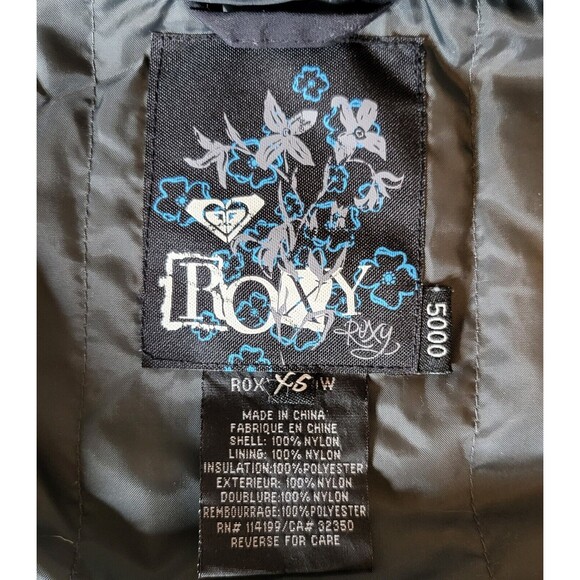 ROXY
Roxy
5000
ROX XS W
MADE IN CHINA
FABRIQUE EN CHINE
SHELL: 100% NYLON
LINING: 100% NYLON
INSULATION:100%POLYESTER
EXTERIEUR: 100% NYLON
DOUBLURE: 100% NYLON
REMBOURRAGE:100%POLYESTER
RN# 114199/CA# 32350
REVERSE FOR CARE